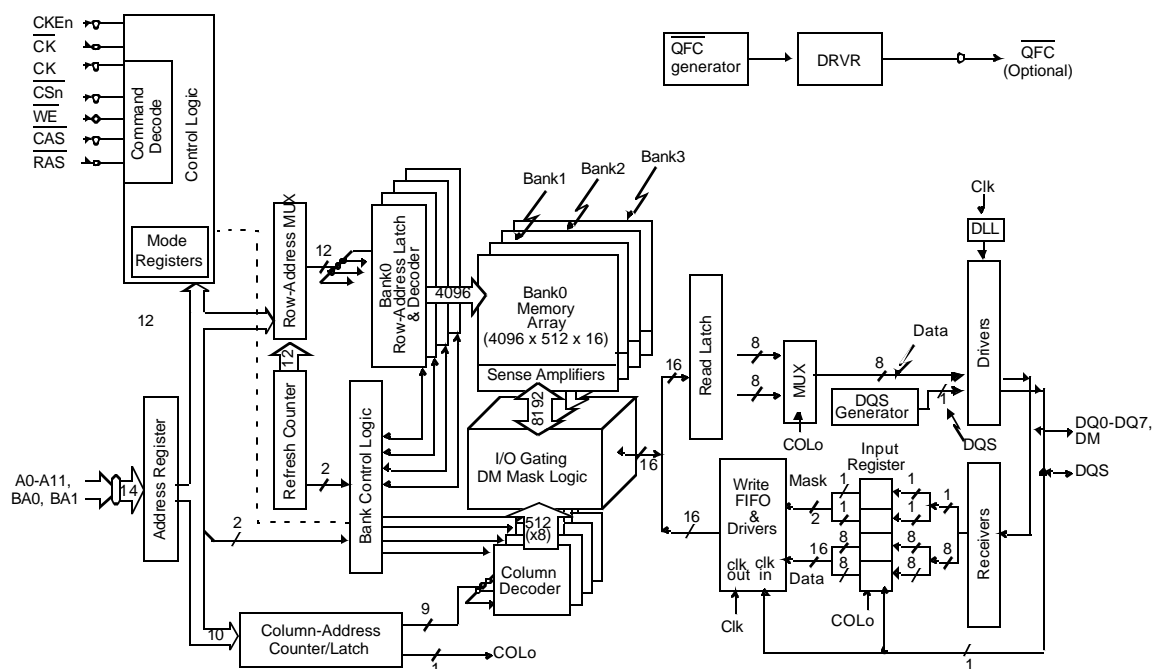 CKEn
CK
CK
CSn
WE
CAS
RAS
Command
Decode
Control Logic
Mode
Registers
QFC
generator
DRVR
QFC
(Optional)
Bank3
Bank2
Bank1
Row-Address MUX
12
Bank0
Row-Address Latch
& Decoder
4096
Bank0
Memory
Array
(4096 x 512 x 16)
Sense Amplifiers
8192
Clk
DLL
12
12
Refresh Counter
2
Bank Control Logic
I/O Gating
DM Mask Logic
16
16
Read Latch
8
8
MUX
COLo
8
Data
DQS
Generator
1
DQS
Drivers
DQ0-DQ7,
DM
DQS
A0-A11,
BA0, BA1
14
Address Register
2
512
(x8)
Column
Decoder
16
Write
FIFO
&
Drivers
clk
out
clk
in
Clk
Input
Register
Mask
2
16
Data
1
1
8
8
1
1
8
8
1
8
COLo
Receivers
1
10
Column-Address
Counter/Latch
9
1
COLo